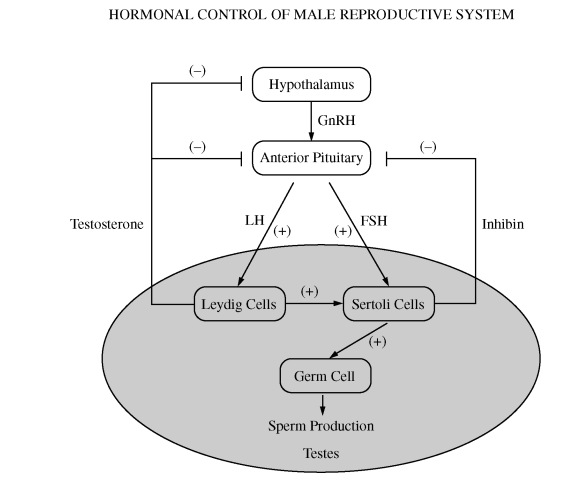 HORMONAL CONTROL OF MALE REPRODUCTIVE SYSTEM
(–)
Hypothalamus
GnRH
(–)
Anterior Pituitary
(–)
Testosterone
LH
(+)
(+)
FSH
Inhibin
Leydig Cells
(+)
Sertoli Cells
(+)
Germ Cell
Sperm Production
Testes